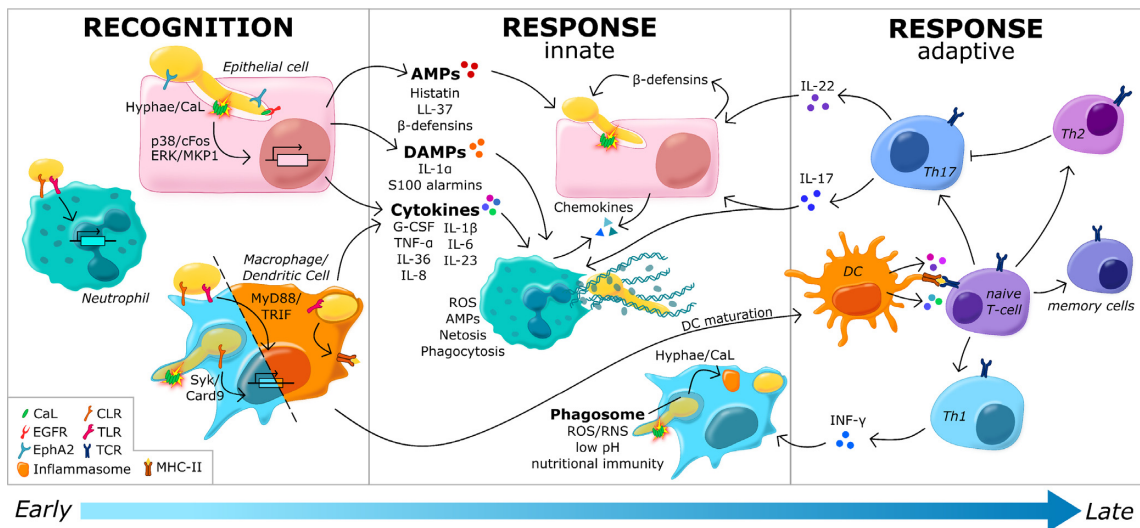 RECOGNITION
Epithelial cell
Hyphae/CaL
p38/cFos
ERK/MKP1
Neutrophil
Macrophage/
Dendritic Cell
MyD88/
TRIF
Syk/
Card9
CaL
CLR
EGFR
TLR
EphA2
TCR
Inflammasome
MHC-II
RESPONSE
innate
AMPs
Histatin
LL-37
β-defensins
DAMPs
IL-1α
S100 alarmins
Cytokines
G-CSF
IL-1β
TNF-α
IL-6
IL-36
IL-23
IL-8
β-defensins
Chemokines
ROS
AMPs
Netosis
Phagocytosis
DC maturation
Hyphae/CaL
Phagosome
ROS/RNS
low pH
nutritional immunity
RESPONSE
adaptive
IL-22
IL-17
Th17
Th2
DC
naive
T-cell
memory cells
Th1
INF-γ
Early
Late